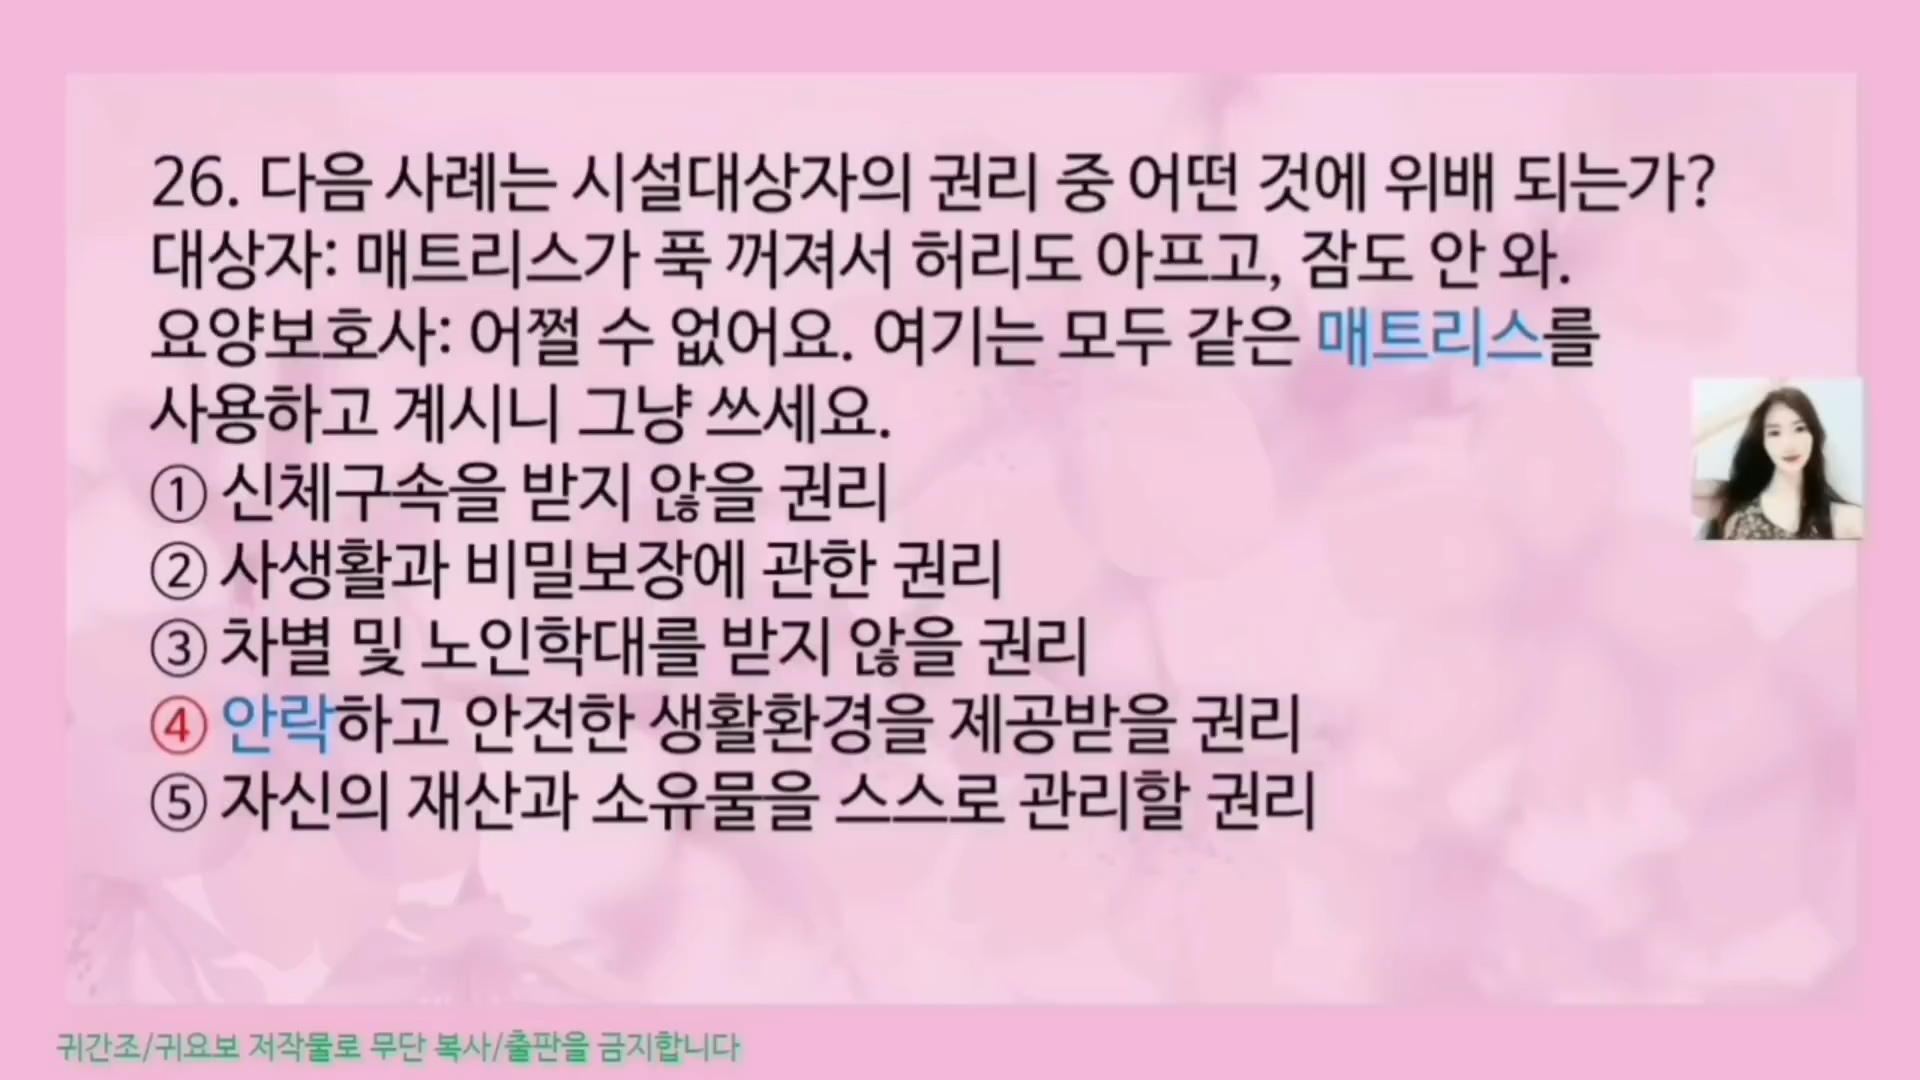 26. 다음 사례는 시설대상자의 권리 중 어떤 것에 위배 되는가?
대상자: 매트리스가 푹 꺼져서 허리도 아프고, 잠도 안 와.
요양보호사: 어쩔 수 없어요. 여기는 모두 같은 매트리스를
사용하고 계시니 그냥 쓰세요.
① 신체구속을 받지 않을 권리
② 사생활과 비밀보장에 관한 권리
③ 차별 및 노인학대를 받지 않을 권리
④ 안락하고 안전한 생활환경을 제공받을 권리
⑤ 자신의 재산과 소유물을 스스로 관리할 권리
귀간조/귀요보 저작물로 무단 복사/출판을 금지합니다